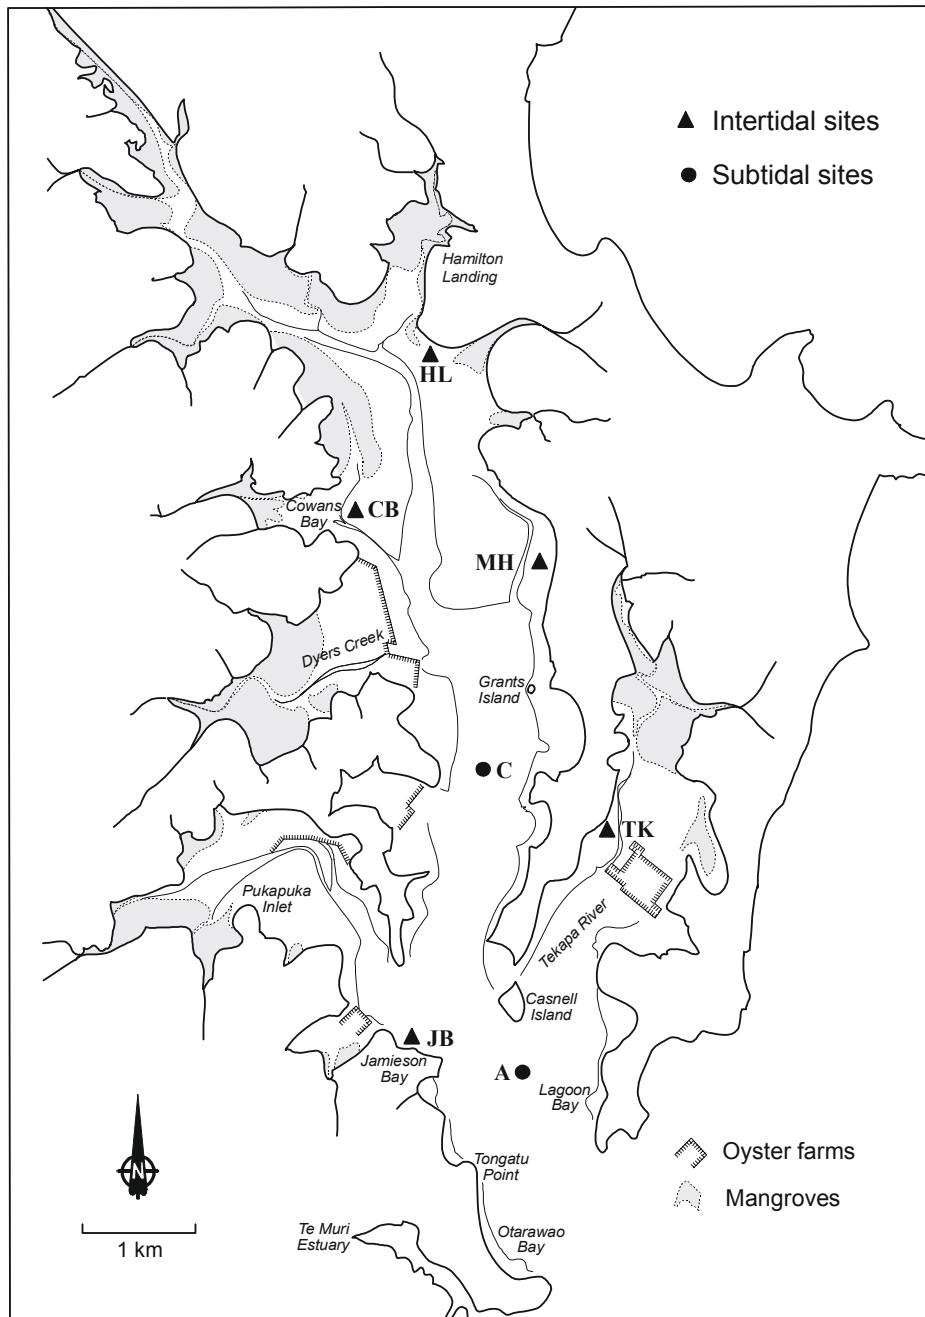 Intertidal sites
Subtidal sites
Hamilton
Landing
HL
Cowans
Bay
CB
MH
Dyers Creek
Grants
Island
C
TK
Pukapuka
Inlet
Tekapa River
Casnell
Island
JB
Jamieson
Bay
A
Lagoon
Bay
Oyster farms
Tongatu
Point
Mangroves
N
Te Muri
Estuary
Otarawao
Bay
1 km